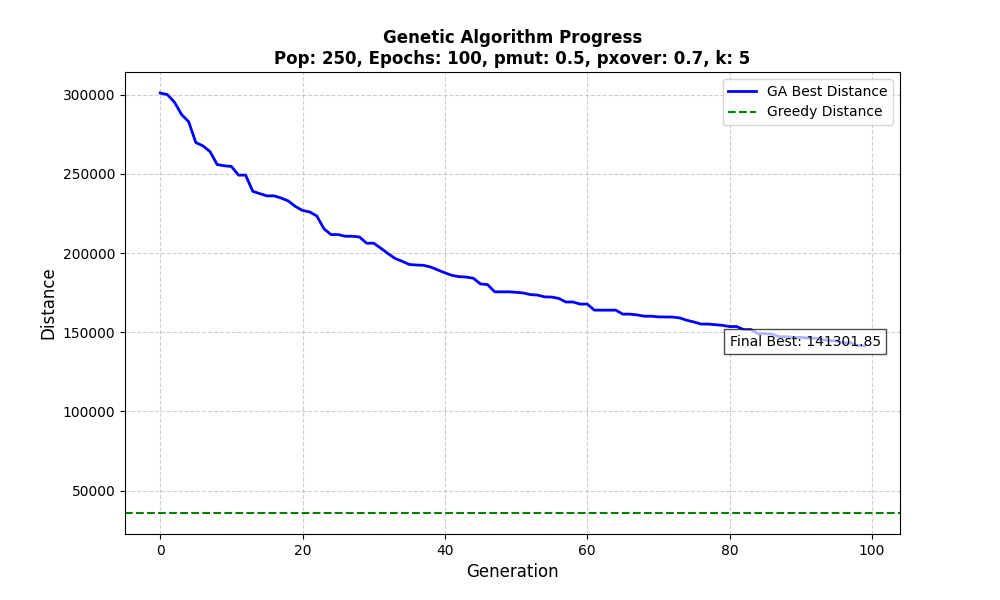 Genetic Algorithm Progress
Pop: 250, Epochs: 100, pmut: 0.5, pxover: 0.7, k: 5
GA Best Distance
Greedy Distance
300000
250000
200000
150000
100000
50000
Distance
Final Best: 141301.85
0 20 40 60 80 100
Generation